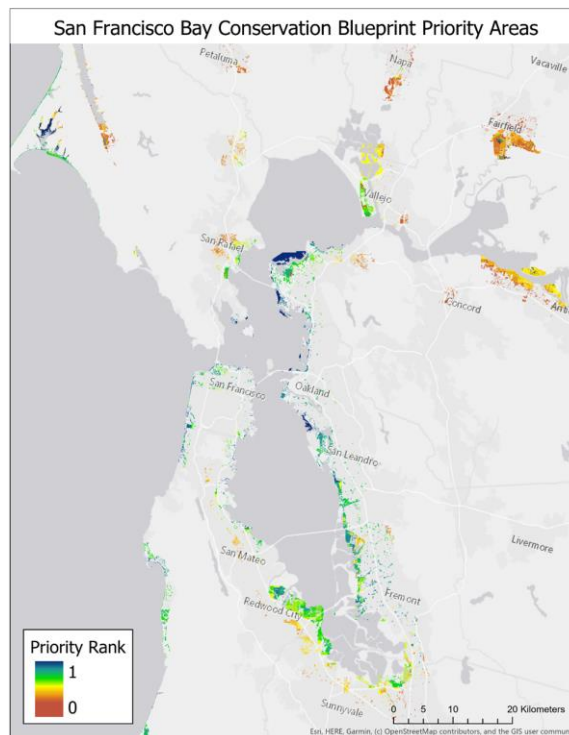 San Francisco Bay Conservation Blueprint Priority Areas
Petaluma
Napa
Vacaville
Fairfield
Vallejo
San Rafael
Concord
Ant
San Francisco
Oakland
San Leandro
Livermore
San Mateo
Fremont
Redwood City
Sunnyvale
Priority Rank
1
0
0 5 10 20 Kilometers
Esri, HERE, Garmin, (c) OpenStreetMap contributors, and the GIS user commun